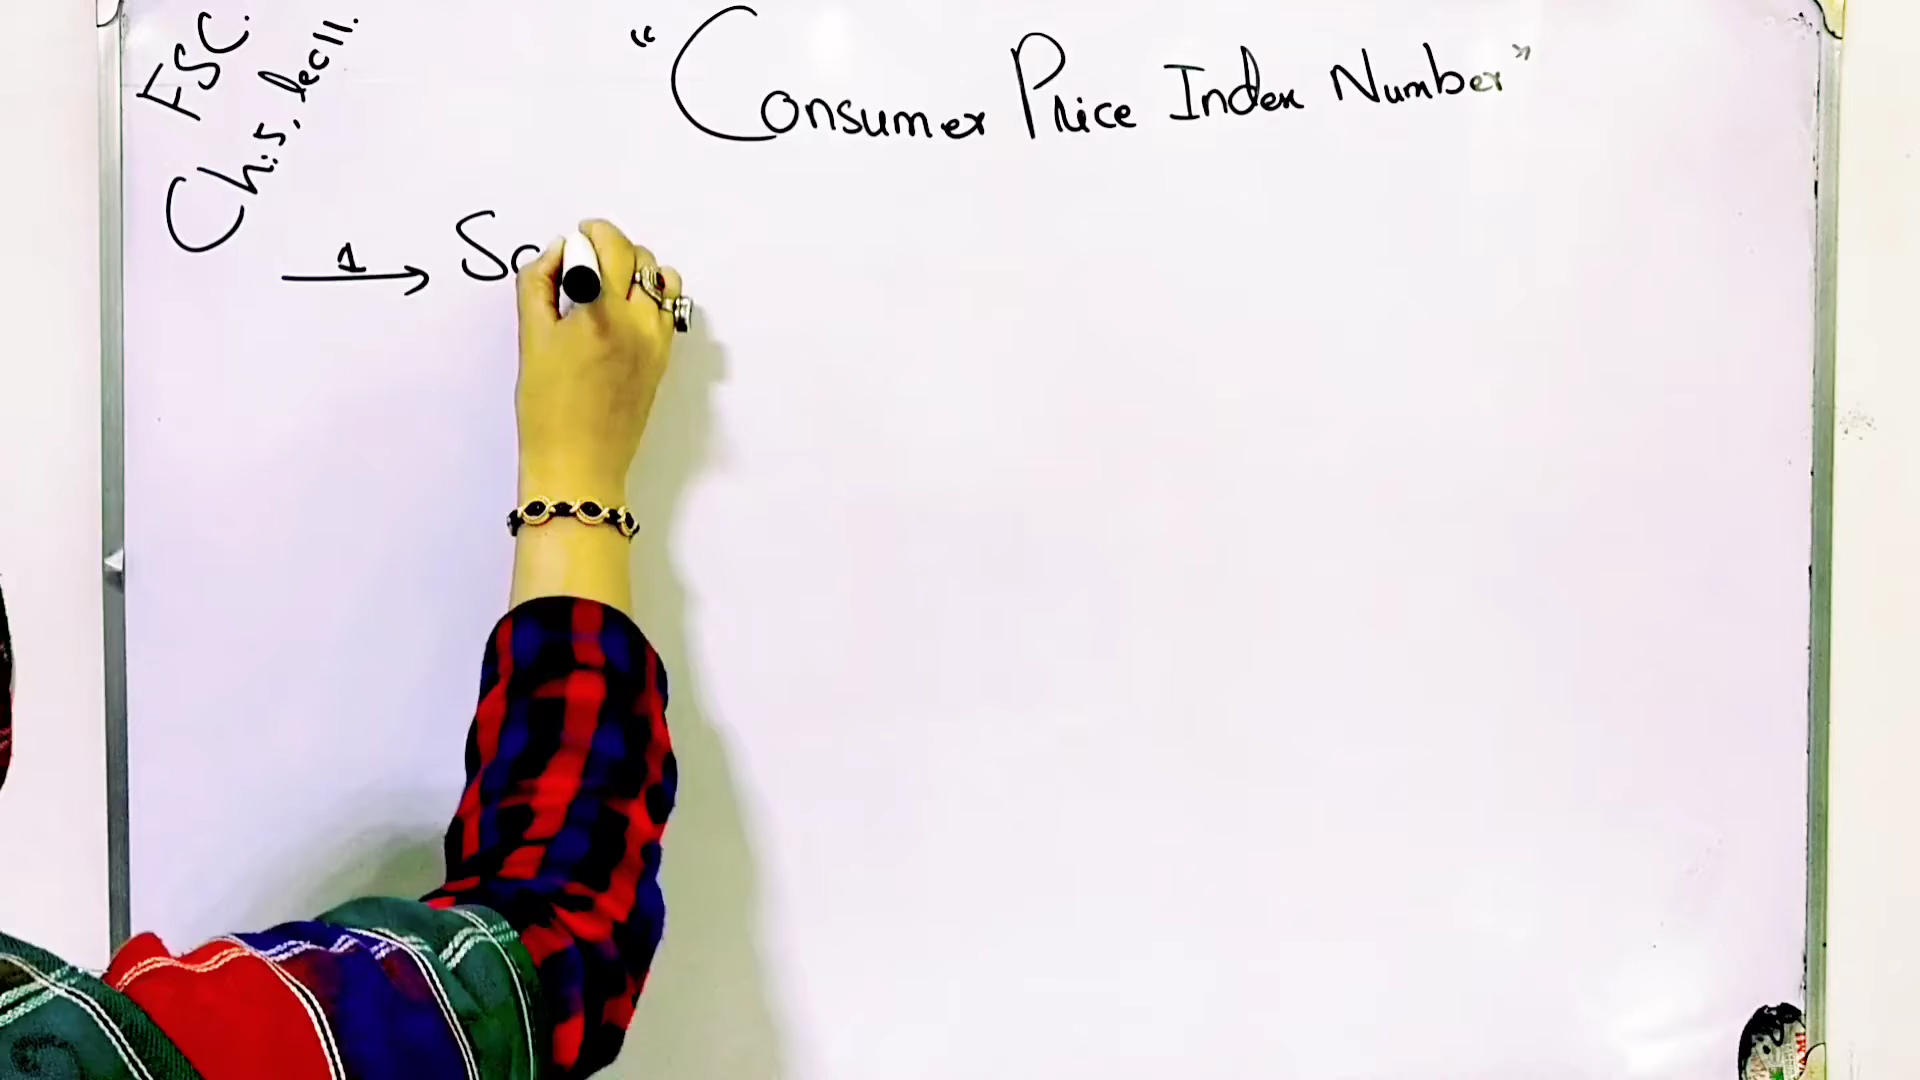 FSC.
Ch:5, lec11.
"Consumer Price Index Number"
1 Sc